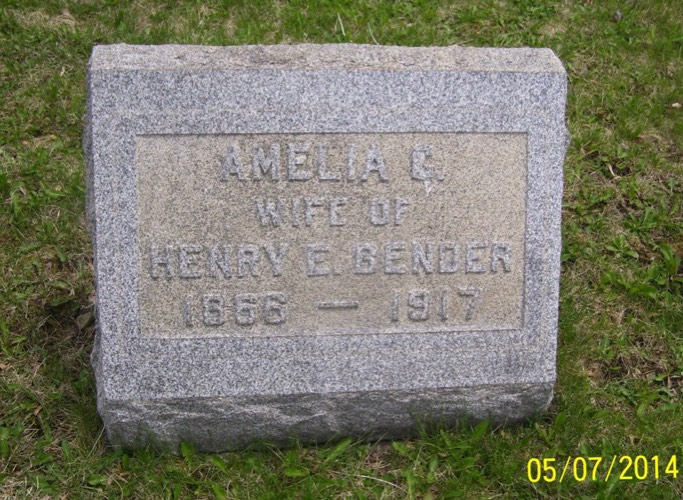 AMELIA C.
WIFE OF
HENRY E. BENDER
1866 — 1917
05/07/2014